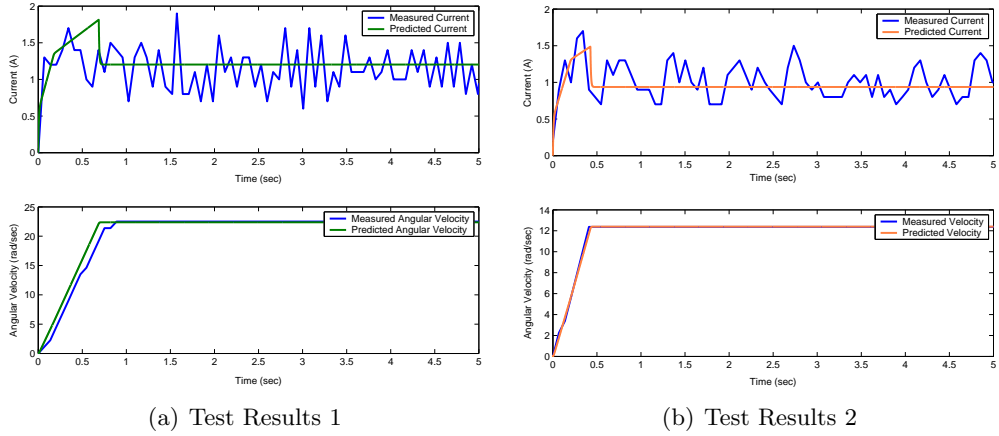 2
1.5
1
0.5
0
Current (A)
Measured Current
Predicted Current
0 0.5 1 1.5 2 2.5 3 3.5 4 4.5 5
Time (sec)
25
20
15
10
5
0
Angular Velocity (rad/sec)
Measured Angular Velocity
Predicted Angular Velocity
0 0.5 1 1.5 2 2.5 3 3.5 4 4.5 5
Time (sec)
(a) Test Results 1
2
1.5
1
0.5
0
Current (A)
Measured Current
Predicted Current
0 0.5 1 1.5 2 2.5 3 3.5 4 4.5 5
Time (sec)
14
12
10
8
6
4
2
0
Angular Velocity (rad/sec)
Measured Velocity
Predicted Velocity
0 0.5 1 1.5 2 2.5 3 3.5 4 4.5 5
Time (sec)
(b) Test Results 2